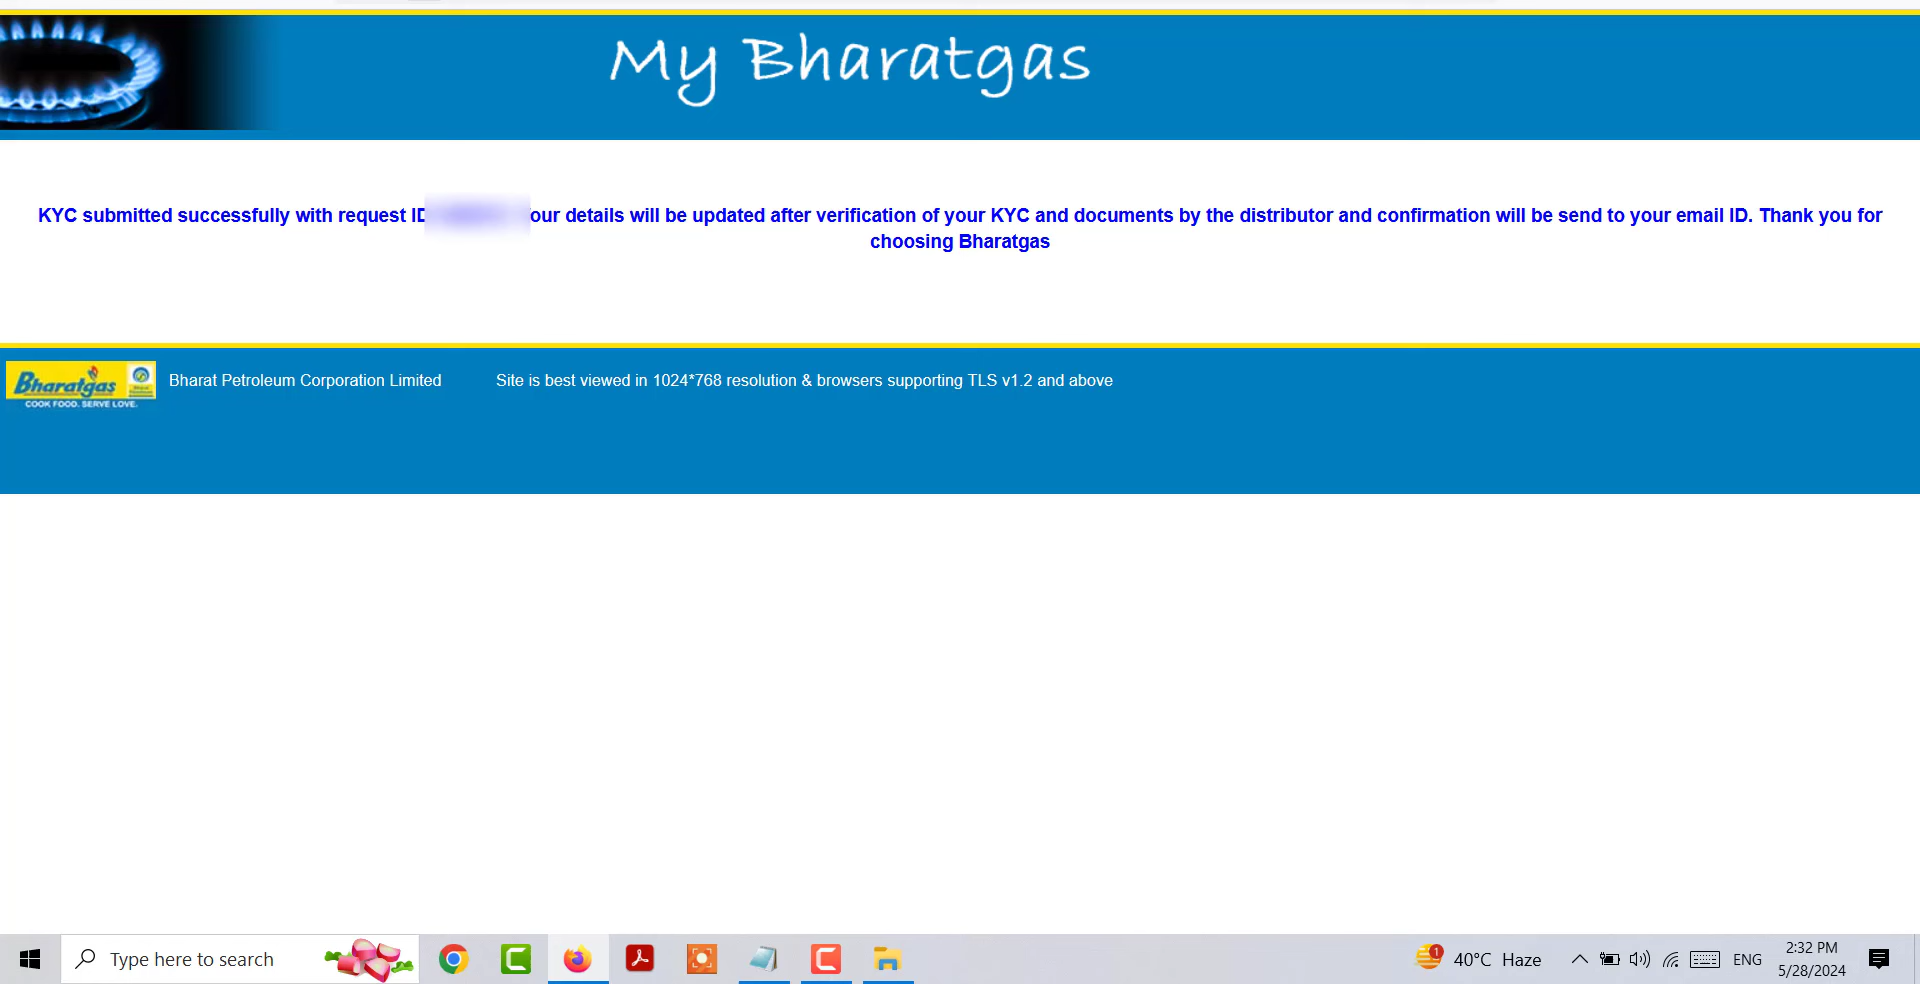 My Bharatgas
KYC submitted successfully with request ID our details will be updated after verification of your KYC and documents by the distributor and confirmation will be send to your email ID. Thank you for
choosing Bharatgas
Bharatgas
COOK FOOD. SERVE LOVE.
Bharat Petroleum Corporation Limited
Site is best viewed in 1024*768 resolution & browsers supporting TLS v1.2 and above
Type here to search
1
40°C Haze
ENG
2:32 PM
5/28/2024